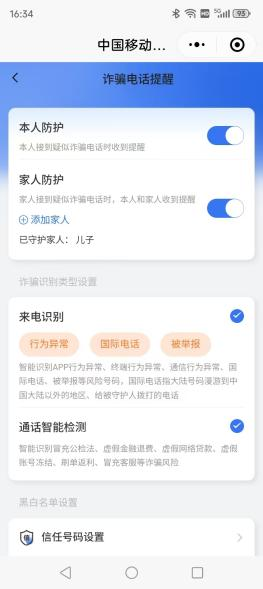 16:34
HD 5G 93
中国移动...
诈骗电话提醒
本人防护
本人接到疑似诈骗电话时收到提醒
家人防护
家人接到疑似诈骗电话时，本人和家人收到提醒
添加家人
已守护家人： 儿子
诈骗识别类型设置
来电识别
行为异常 国际电话 被举报
智能识别APP行为异常、终端行为异常、通信行为异常、国
际电话、被举报等风险号码，国际电话指大陆号码漫游到中
国大陆以外的地区、给被守护人拨打的电话
通话智能检测
智能识别冒充公检法、虚假金融退费、虚假网络贷款、虚假
账号冻结、刷单返利、冒充客服等诈骗风险
黑白名单设置
信任号码设置